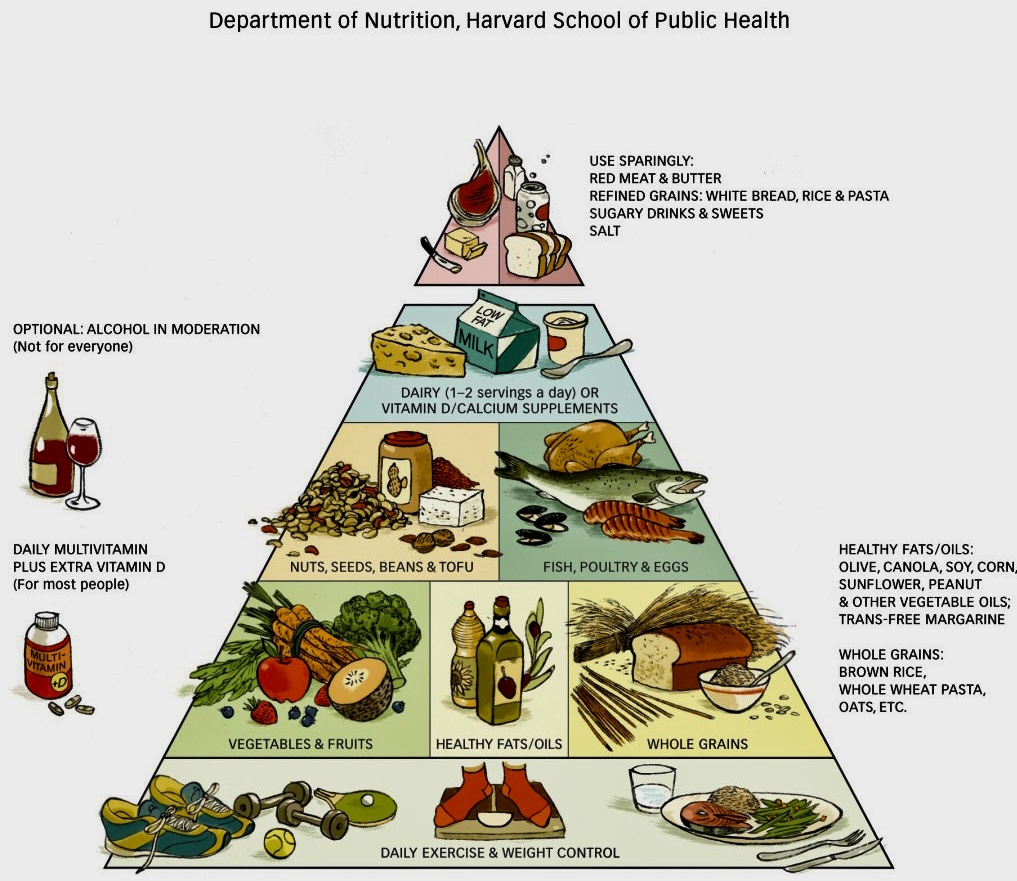 Department of Nutrition, Harvard School of Public Health
USE SPARINGLY:
RED MEAT & BUTTER
REFINED GRAINS: WHITE BREAD, RICE & PASTA
SUGARY DRINKS & SWEETS
SALT
OPTIONAL: ALCOHOL IN MODERATION
(Not for everyone)
LOW
FAT
MILK
DAIRY (1–2 servings a day) OR
VITAMIN D/CALCIUM SUPPLEMENTS
NUTS, SEEDS, BEANS & TOFU
FISH, POULTRY & EGGS
DAILY MULTIVITAMIN
PLUS EXTRA VITAMIN D
(For most people)
MULTI-
VITAMIN
+D
HEALTHY FATS/OILS:
OLIVE, CANOLA, SOY, CORN,
SUNFLOWER, PEANUT
& OTHER VEGETABLE OILS;
TRANS-FREE MARGARINE
WHOLE GRAINS:
BROWN RICE,
WHOLE WHEAT PASTA,
OATS, ETC.
VEGETABLES & FRUITS
HEALTHY FATS/OILS
WHOLE GRAINS
DAILY EXERCISE & WEIGHT CONTROL